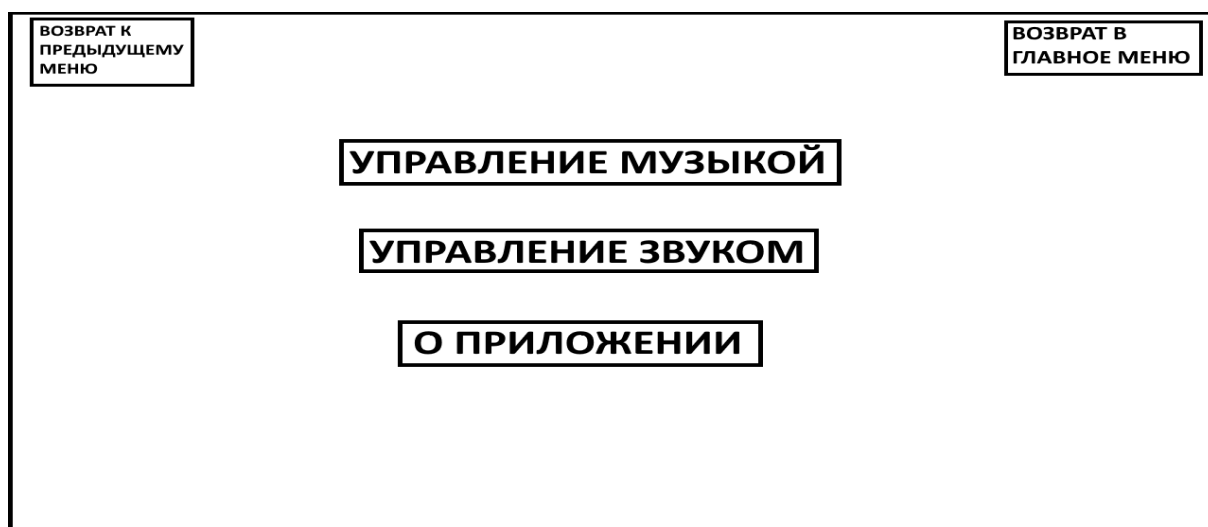 ВОЗВРАТ К
ПРЕДЫДУЩЕМУ
МЕНЮ
ВОЗВРАТ В
ГЛАВНОЕ МЕНЮ
УПРАВЛЕНИЕ МУЗЫКОЙ
УПРАВЛЕНИЕ ЗВУКОМ
О ПРИЛОЖЕНИИ